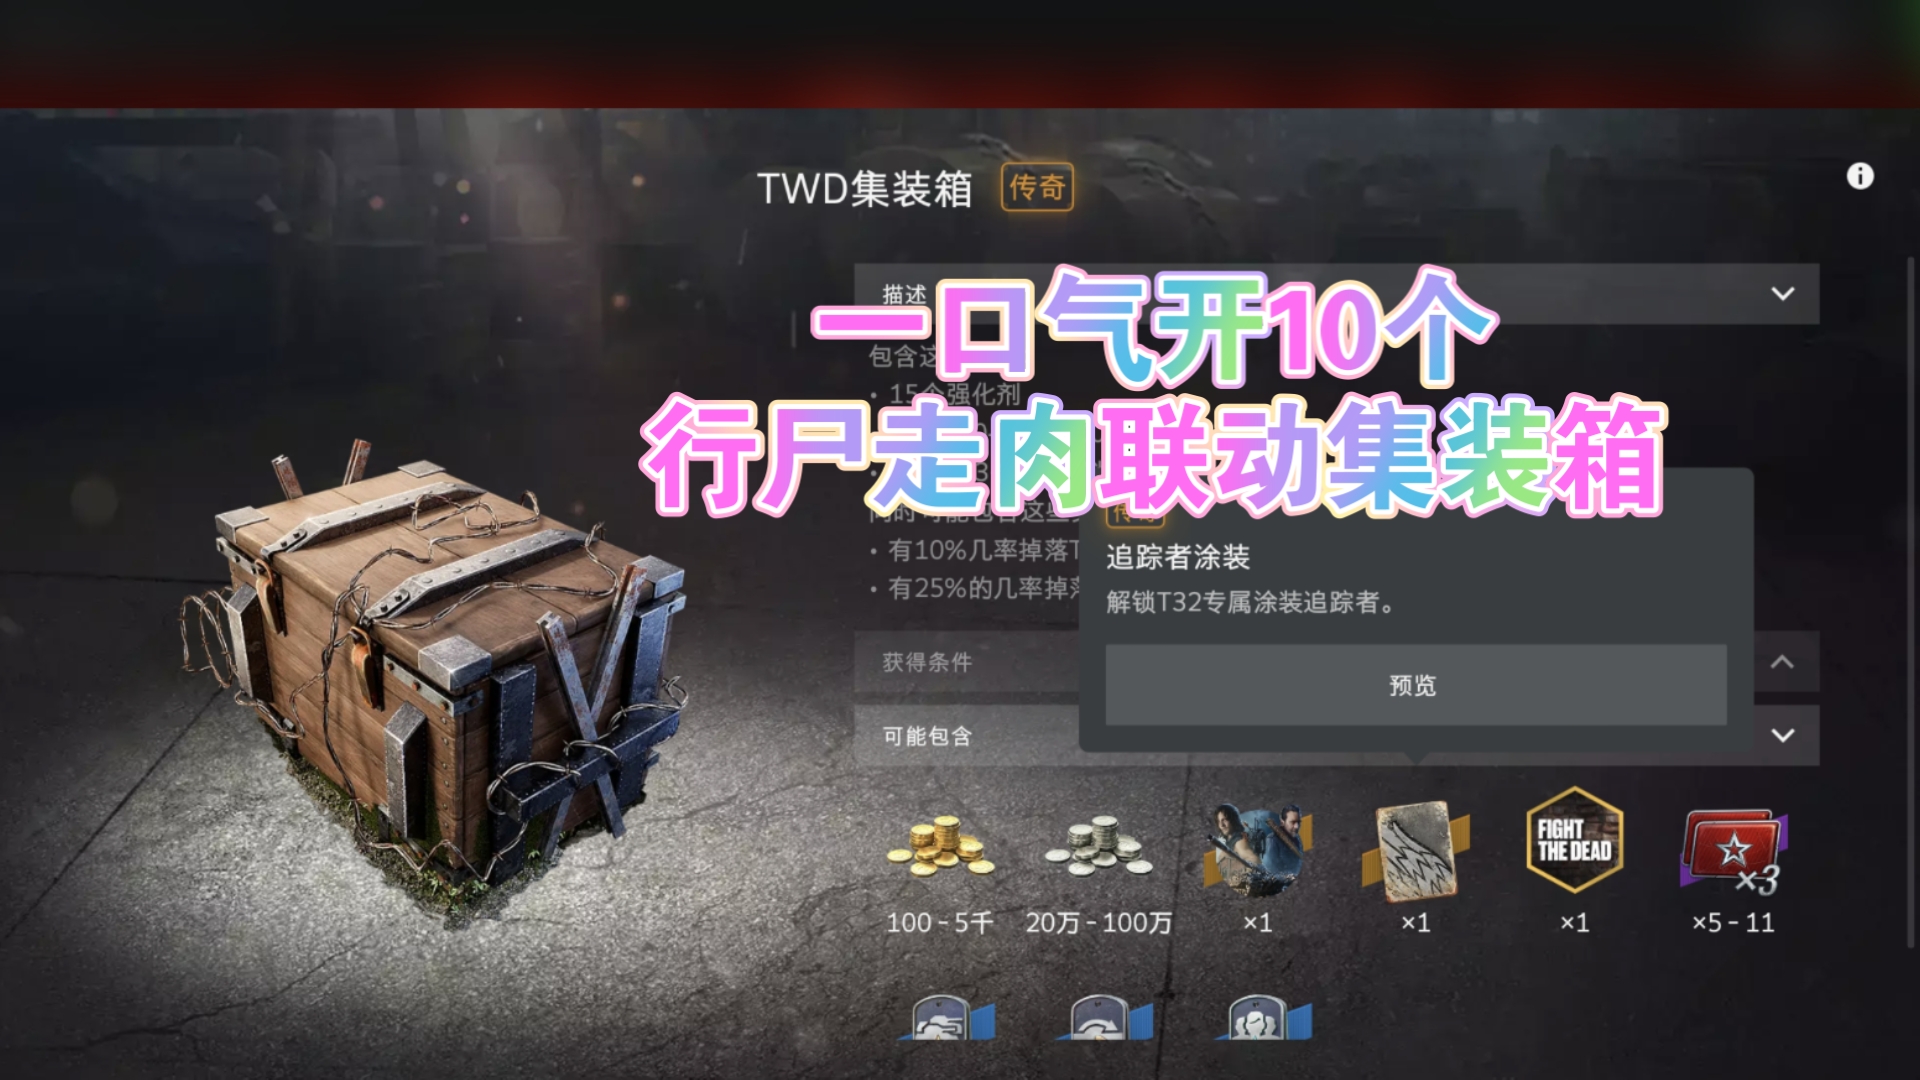 TWD集装箱 传奇
描述
一口气开10个
行尸走肉联动集装箱
• 15个强化剂
• 有10%几率掉落T
• 有25%的几率掉落
传奇
追踪者涂装
解锁T32专属涂装追踪者。
预览
获得条件
可能包含
FIGHT
THE DEAD
×3
100 - 5千 20万 - 100万 ×1 ×1 ×1 ×5 - 11